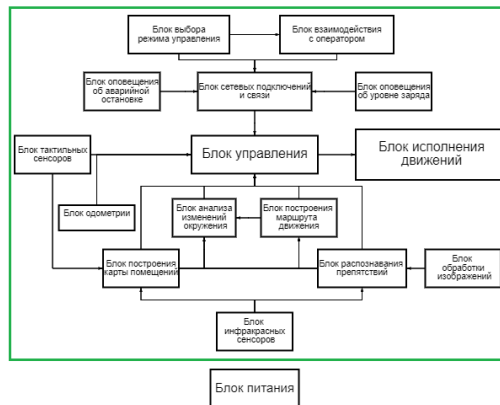 Блок выбора
режима управления
Блок взаимодействия
с оператором
Блок оповещения
об аварийной
остановке
Блок сетевых подключений
и связи
Блок оповещения
об уровне заряда
Блок тактильных
сенсоров
Блок управления
Блок исполнения
движений
Блок одометрии
Блок анализа
изменений
окружения
Блок построения
маршрута
движения
Блок построения
карты помещений
Блок распознавания
препятствий
Блок
обработки
изображений
Блок
инфракрасных
сенсоров
Блок питания